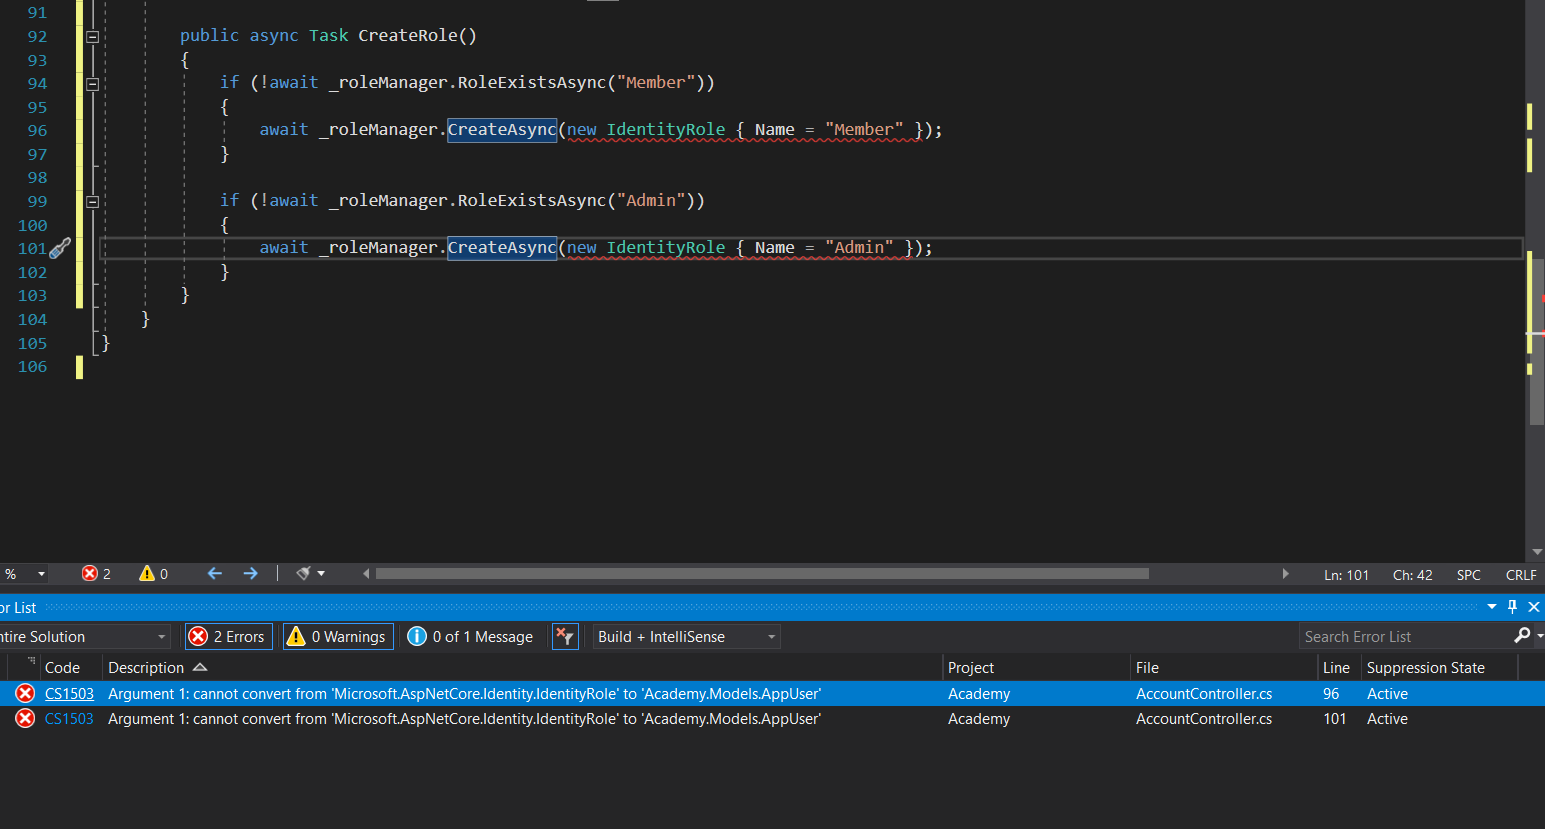 91
92 public async Task CreateRole()
93 {
94 if (!await _roleManager.RoleExistsAsync("Member"))
95 {
96 await _roleManager.CreateAsync(new IdentityRole { Name = "Member" });
97 }
98
99 if (!await _roleManager.RoleExistsAsync("Admin"))
100 {
101 await _roleManager.CreateAsync(new IdentityRole { Name = "Admin" });
102 }
103 }
104 }
105 }
106
% 2 0 Ln: 101 Ch: 42 SPC CRLF
or List
ntire Solution 2 Errors 0 Warnings 0 of 1 Message Build + IntelliSense Search Error List
Code Description Project File Line Suppression State
CS1503 Argument 1: cannot convert from 'Microsoft.AspNetCore.Identity.IdentityRole' to 'Academy.Models.AppUser' Academy AccountController.cs 96 Active
CS1503 Argument 1: cannot convert from 'Microsoft.AspNetCore.Identity.IdentityRole' to 'Academy.Models.AppUser' Academy AccountController.cs 101 Active